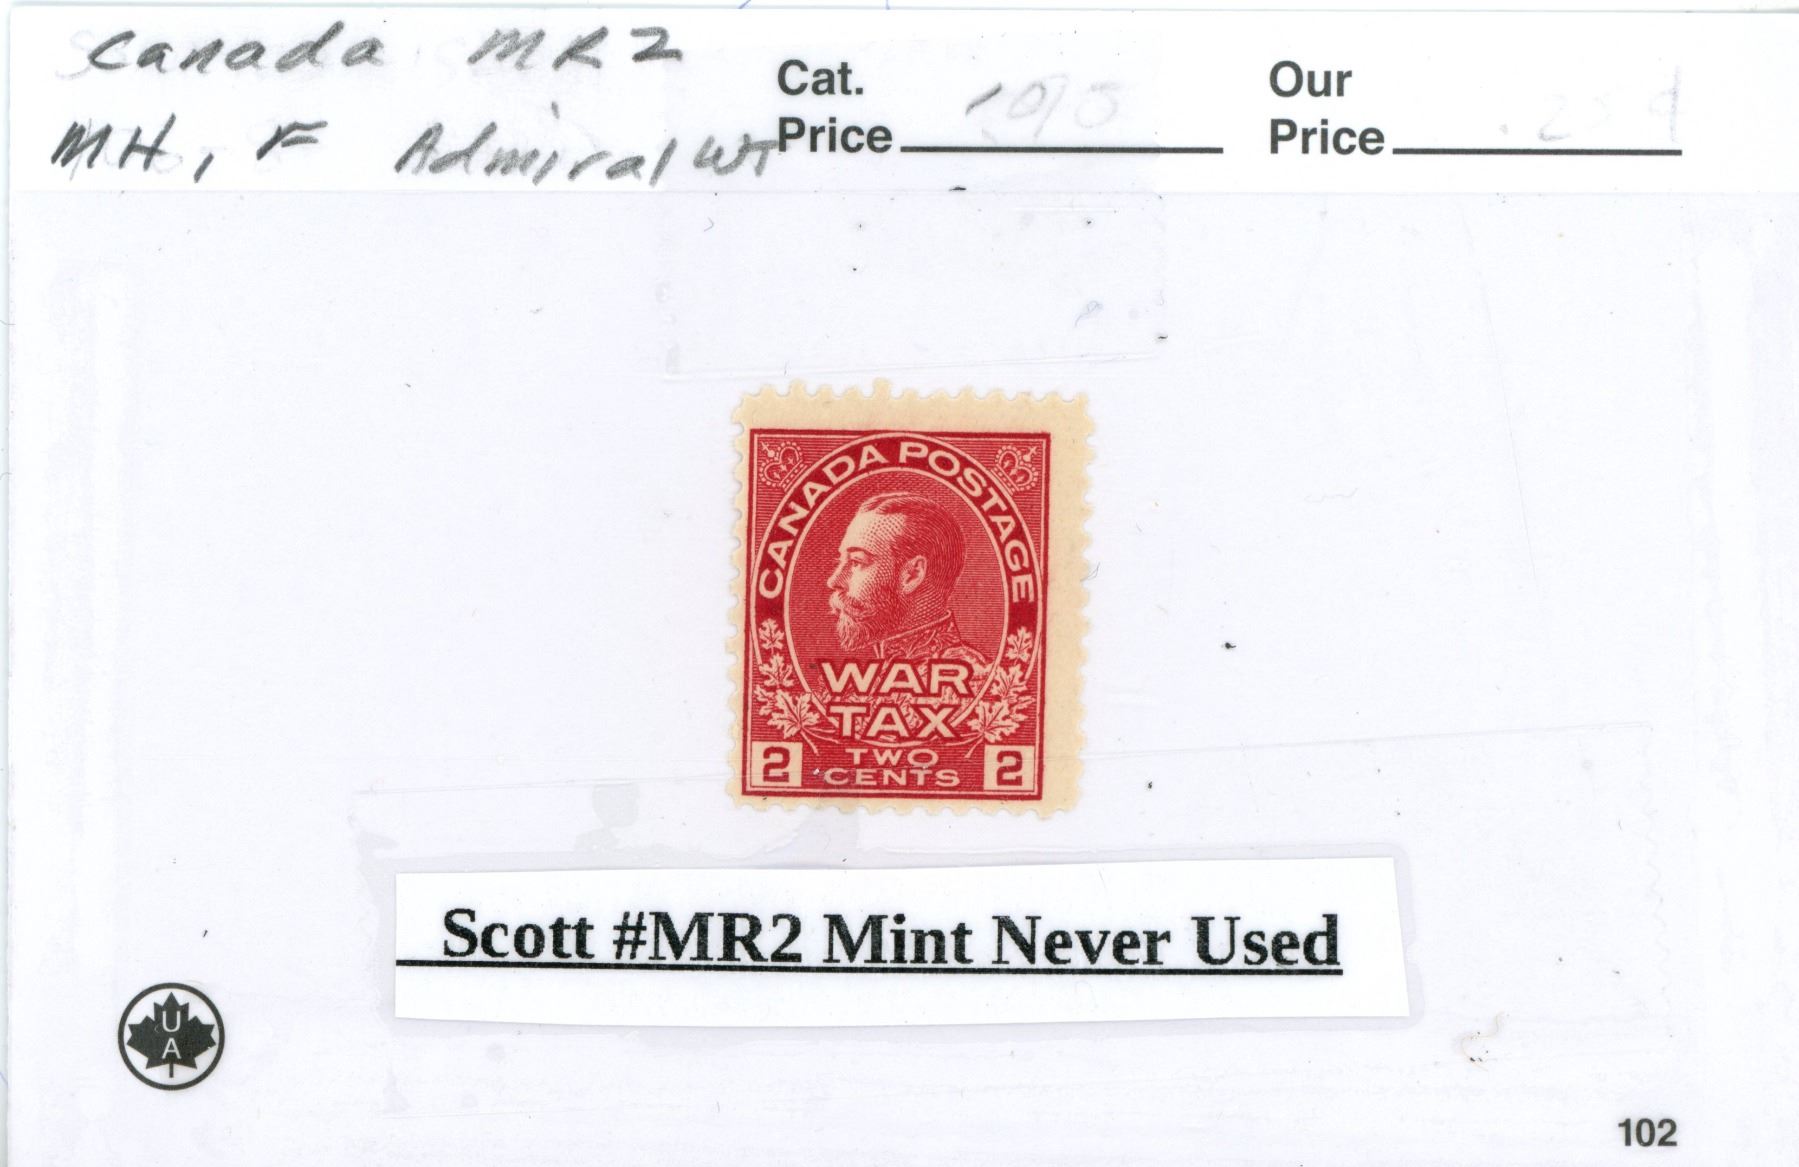 Canada MR2
MH, F Admiral WT
Cat.
Price
Our
Price
CANADA POSTAGE
WAR
TAX
2 TWO 2
CENTS
Scott #MR2 Mint Never Used
U
A
102